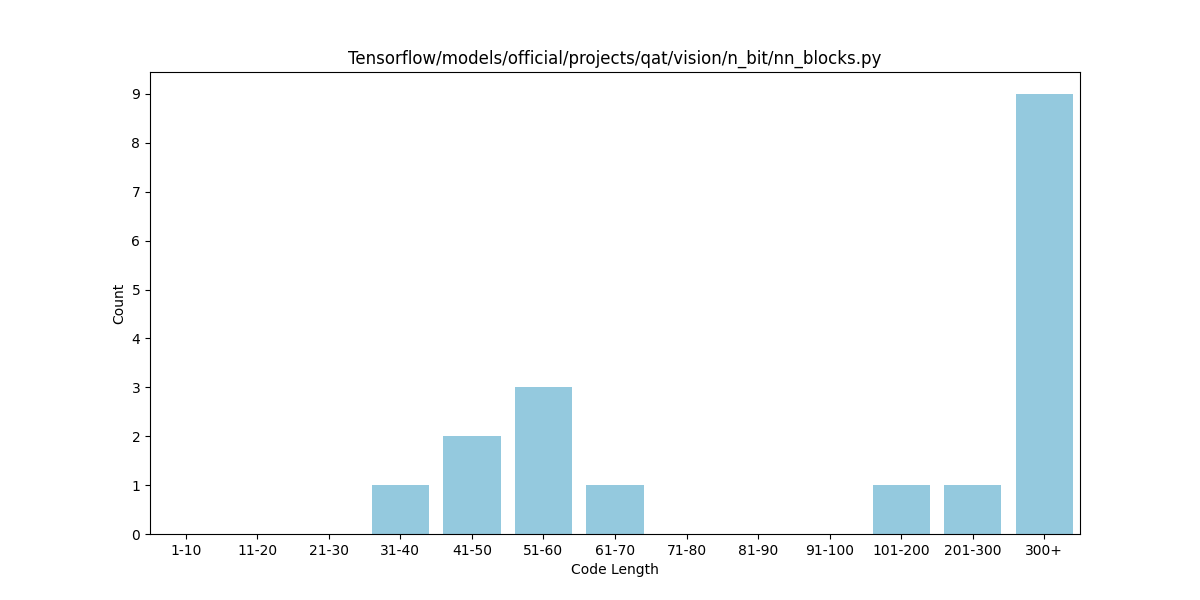 Tensorflow/models/official/projects/qat/vision/n_bit/nn_blocks.py
9
8
7
6
5
4
3
2
1
0
Count
1-10 11-20 21-30 31-40 41-50 51-60 61-70 71-80 81-90 91-100 101-200 201-300 300+
Code Length